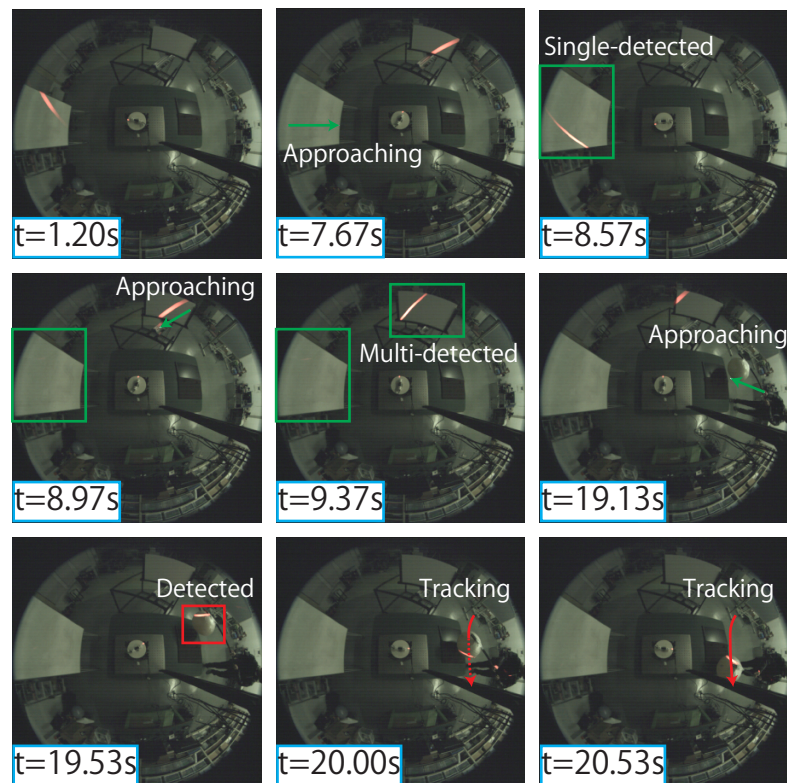 t=1.20s
Approaching
t=7.67s
Single-detected
t=8.57s
Approaching
t=8.97s
Multi-detected
t=9.37s
Approaching
t=19.13s
Detected
t=19.53s
Tracking
t=20.00s
Tracking
t=20.53s